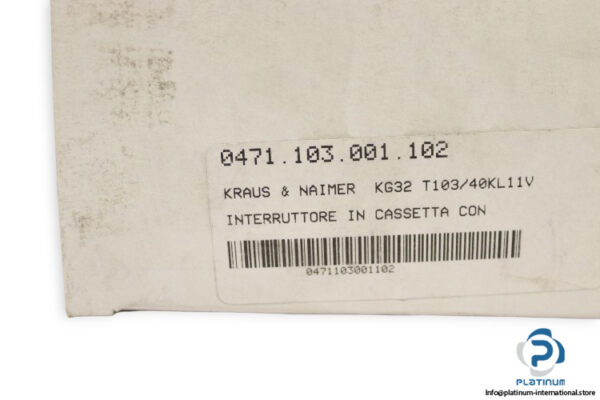 0471.103.001.102
KRAUS & NAIMER KG32 T103/40KL11V
INTERRUTTORE IN CASSETTA CON
0471103001102
PLATINUM
Info@platinum-international.store